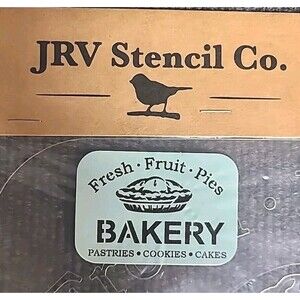 JRV Stencil Co.
Fresh · Fruit · Pies
BAKERY
PASTRIES • COOKIES • CAKES